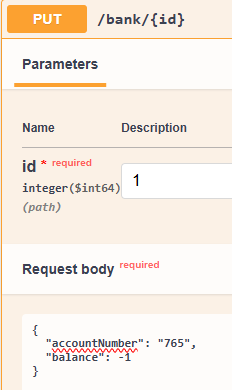 PUT /bank/{id}
Parameters
Name Description
id * required
integer($int64) 1
(path)
Request body required
{
"accountNumber": "765",
"balance": -1
}